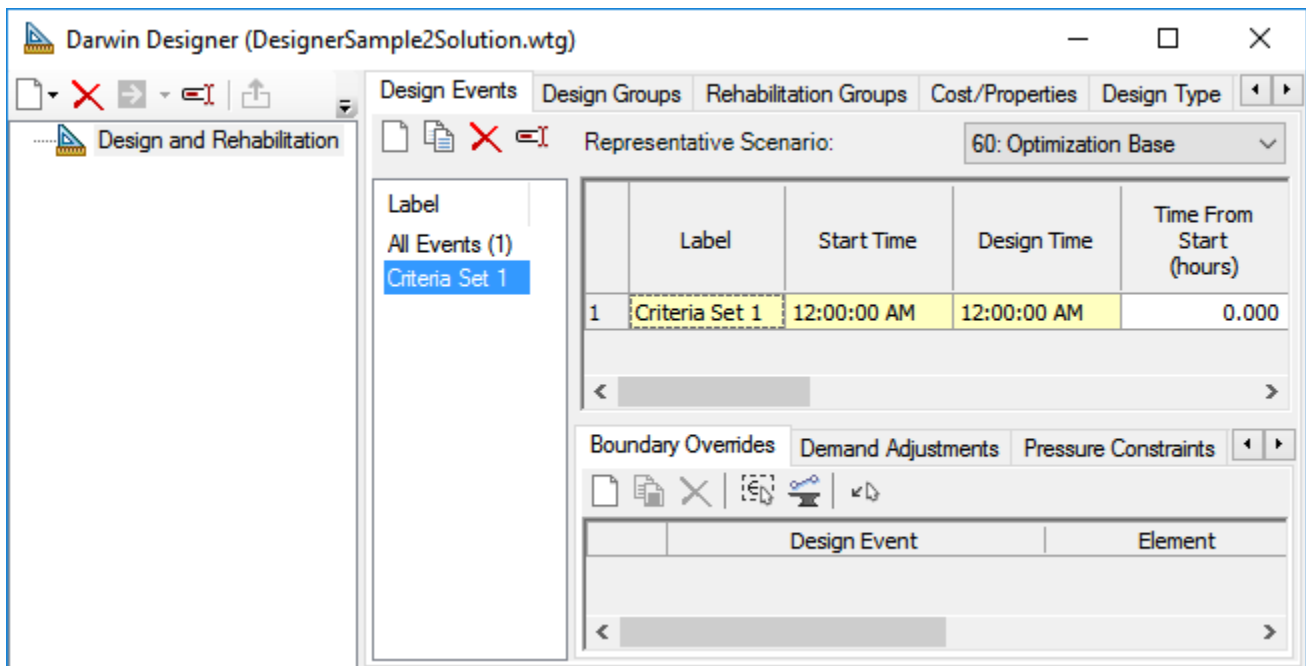 Darwin Designer (DesignerSample2Solution.wtg)
Design Events Design Groups Rehabilitation Groups Cost/Properties Design Type
Design and Rehabilitation
Representative Scenario: 60: Optimization Base
Label
All Events (1)
Criteria Set 1
Label Start Time Design Time Time From
Start
(hours)
1 Criteria Set 1 12:00:00 AM 12:00:00 AM 0.000
Boundary Overrides Demand Adjustments Pressure Constraints
Design Event Element